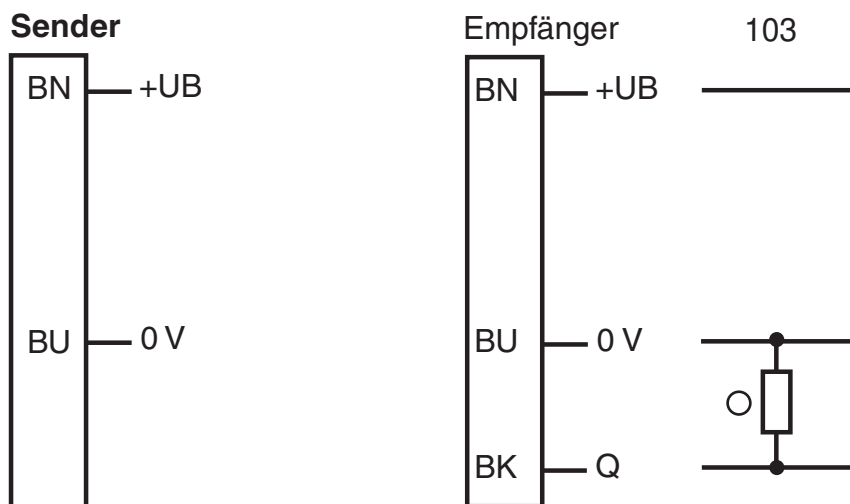 Sender
Empfänger
103
BN
+UB
BN
+UB
BU
0 V
BU
0 V
BK
Q